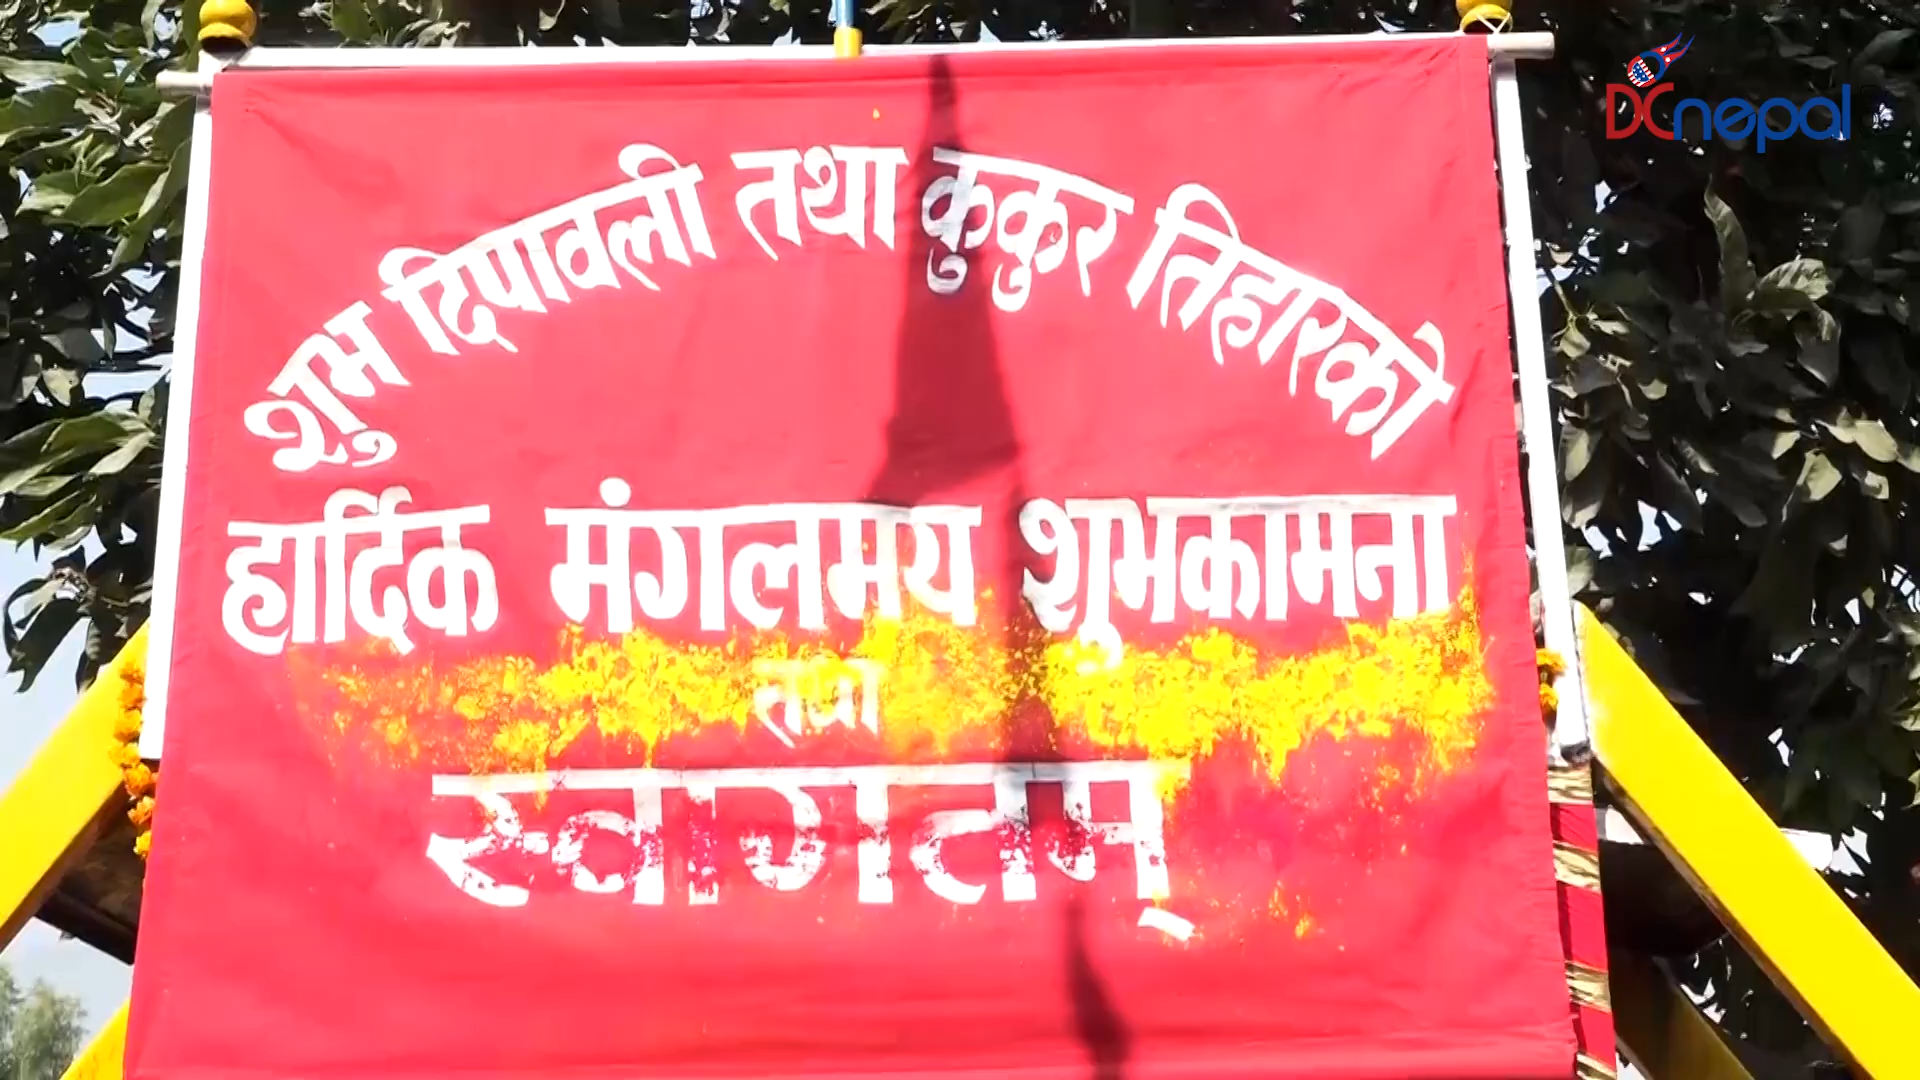 शुभ दिपावली तथा कुकुर तिहारको
हार्दिक मंगलमय शुभकामना
तथा
स्वागतम्
DCnepal